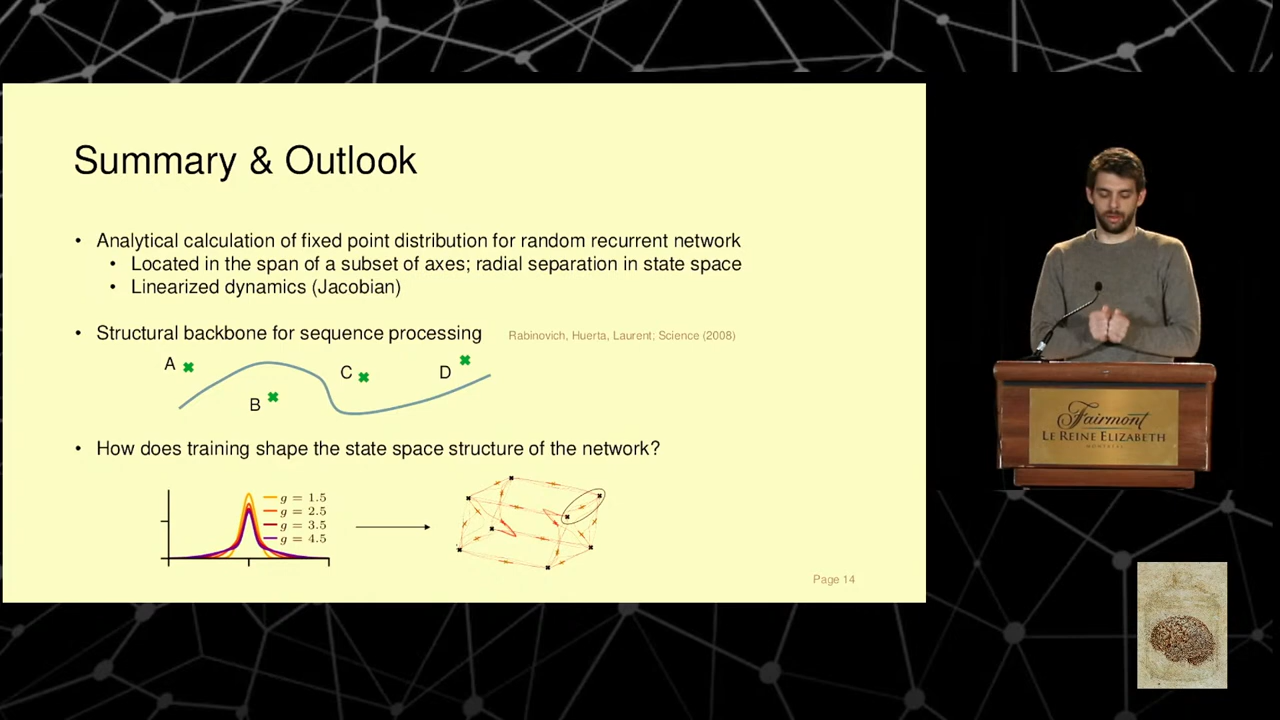 Summary & Outlook
• Analytical calculation of fixed point distribution for random recurrent network
• Located in the span of a subset of axes; radial separation in state space
• Linearized dynamics (Jacobian)
• Structural backbone for sequence processing Rabinovich, Huerta, Laurent; Science (2008)
A
B
C
D
• How does training shape the state space structure of the network?
g = 1.5
g = 2.5
g = 3.5
g = 4.5
Page 14
Fairmont
LE REINE ELIZABETH
MONTREAL